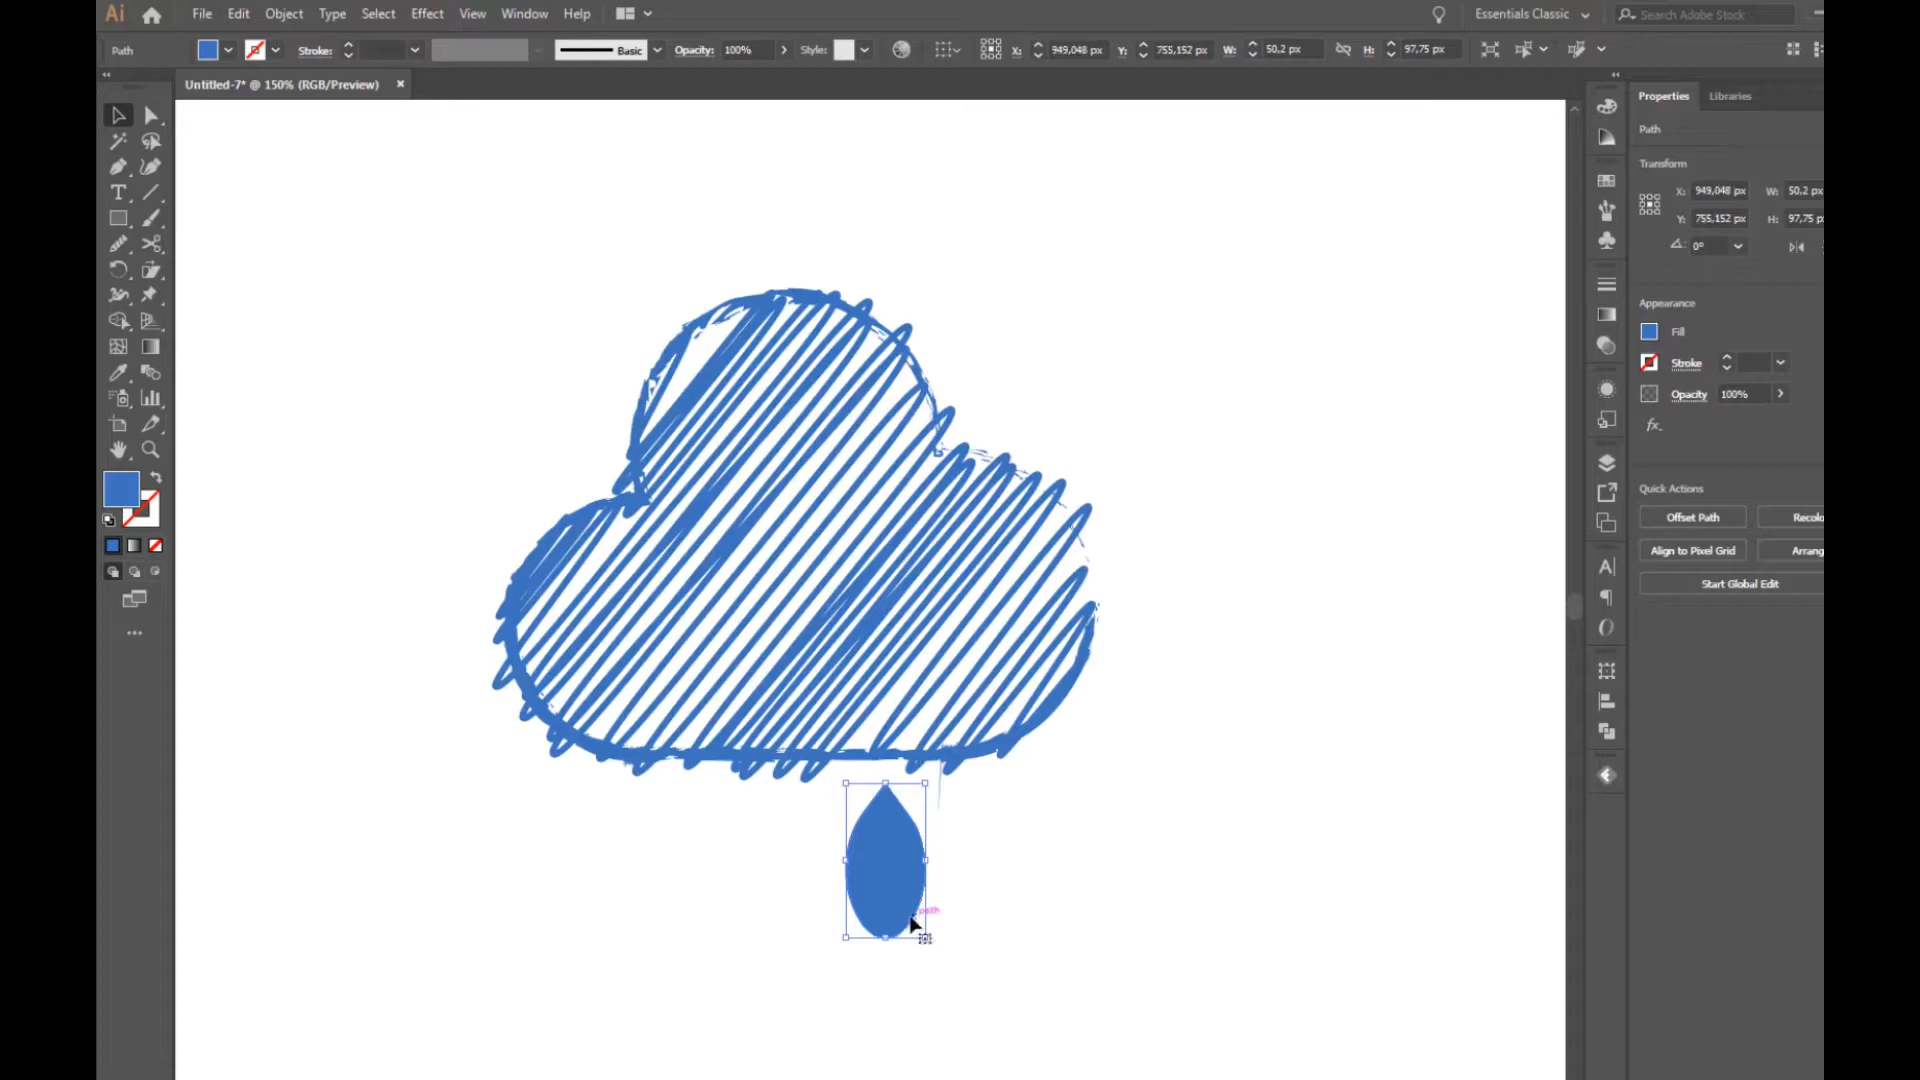 Ai File Edit Object Type Select Effect View Window Help Essentials Classic Search Adobe Stock
Path Stroke: Basic Opacity: 100% Style: X: 949,048 px Y: 755,152 px W: 50,2 px H: 97,75 px
Untitled-7* @ 150% (RGB/Preview) ×
Properties Libraries
Path
Transform
X: 949,048 px W: 50,2 px
Y: 755,152 px H: 97,75 p
0°
Appearance
Fill
Stroke
Opacity 100%
fx
Quick Actions
Offset Path Recolo
Align to Pixel Grid Arrang
Start Global Edit
path